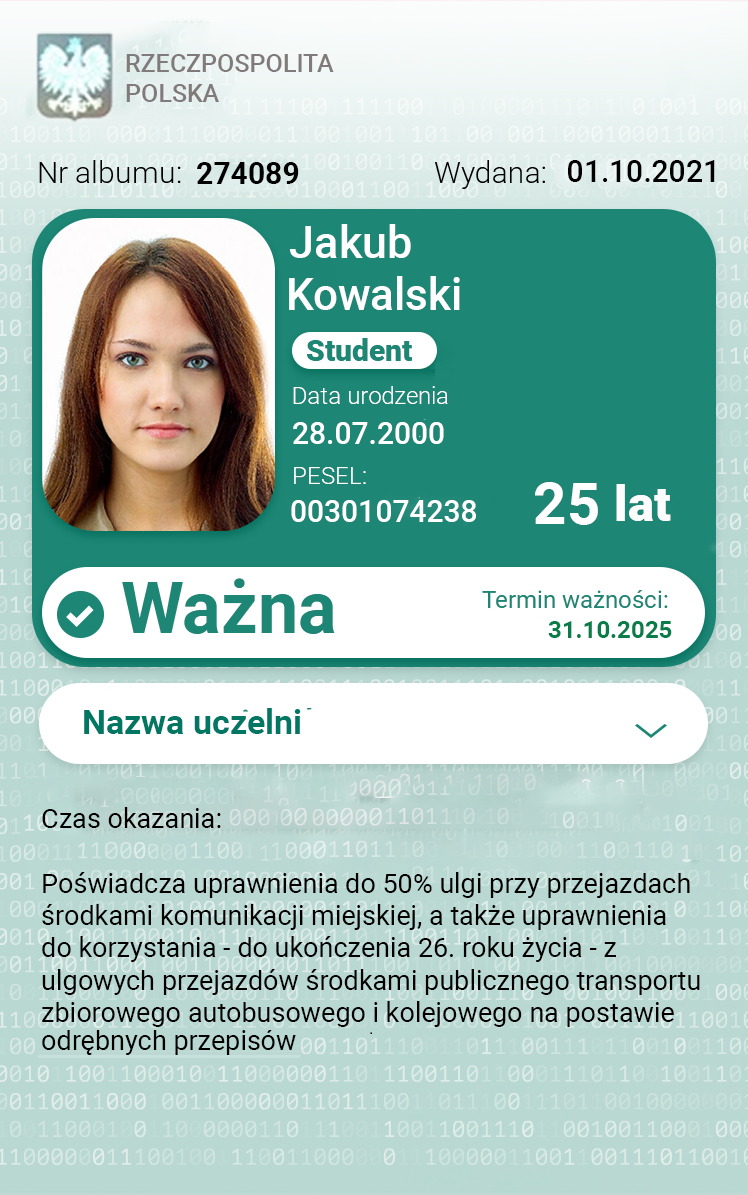 RZECZPOSPOLITA
POLSKA
Nr albumu: 274089
Wydana: 01.10.2021
Jakub
Kowalski
Student
Data urodzenia
28.07.2000
PESEL:
00301074238
25 lat
Ważna
Termin ważności:
31.10.2025
Nazwa uczelni
Czas okazania:
Poświadcza uprawnienia do 50% ulgi przy przejazdach
środkami komunikacji miejskiej, a także uprawnienia
do korzystania - do ukończenia 26. roku życia - z
ulgowych przejazdów środkami publicznego transportu
zbiorowego autobusowego i kolejowego na postawie
odrębnych przepisów